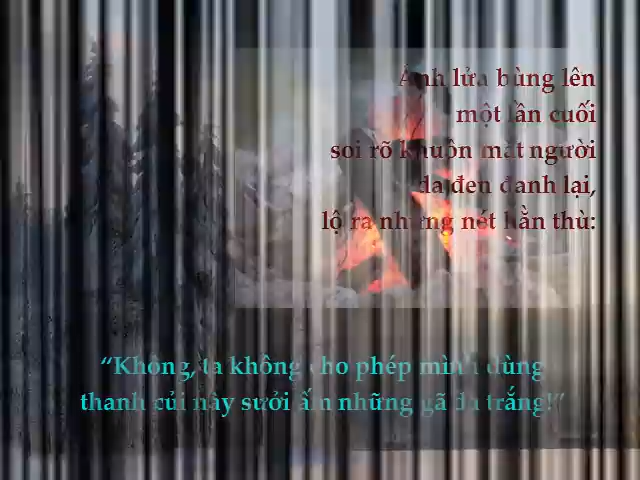 Ánh lửa bùng lên
một lần cuối
soi rõ khuôn mặt người
da đen đanh lại,
lộ ra những nét hằn thù:
“Không, ta không cho phép mình dùng
thanh củi này sưởi ấm những gã da trắng!”